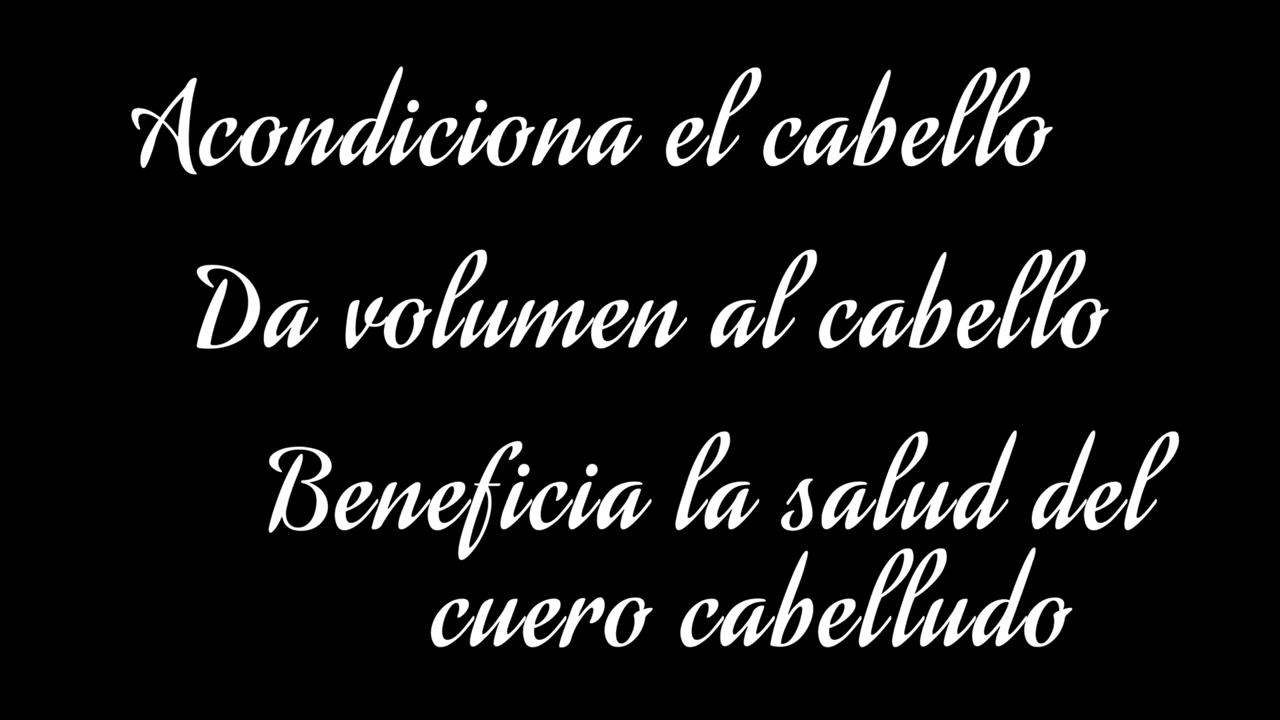 Acondiciona el cabello
Da volumen al cabello
Beneficia la salud del
cuero cabelludo